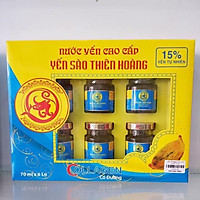 NƯỚC YẾN CAO CẤP
YẾN SÀO THIÊN HOÀNG
15%
YẾN TỰ NHIÊN
70 ml x 6 Lọ
COLLAGEN
Có Đường